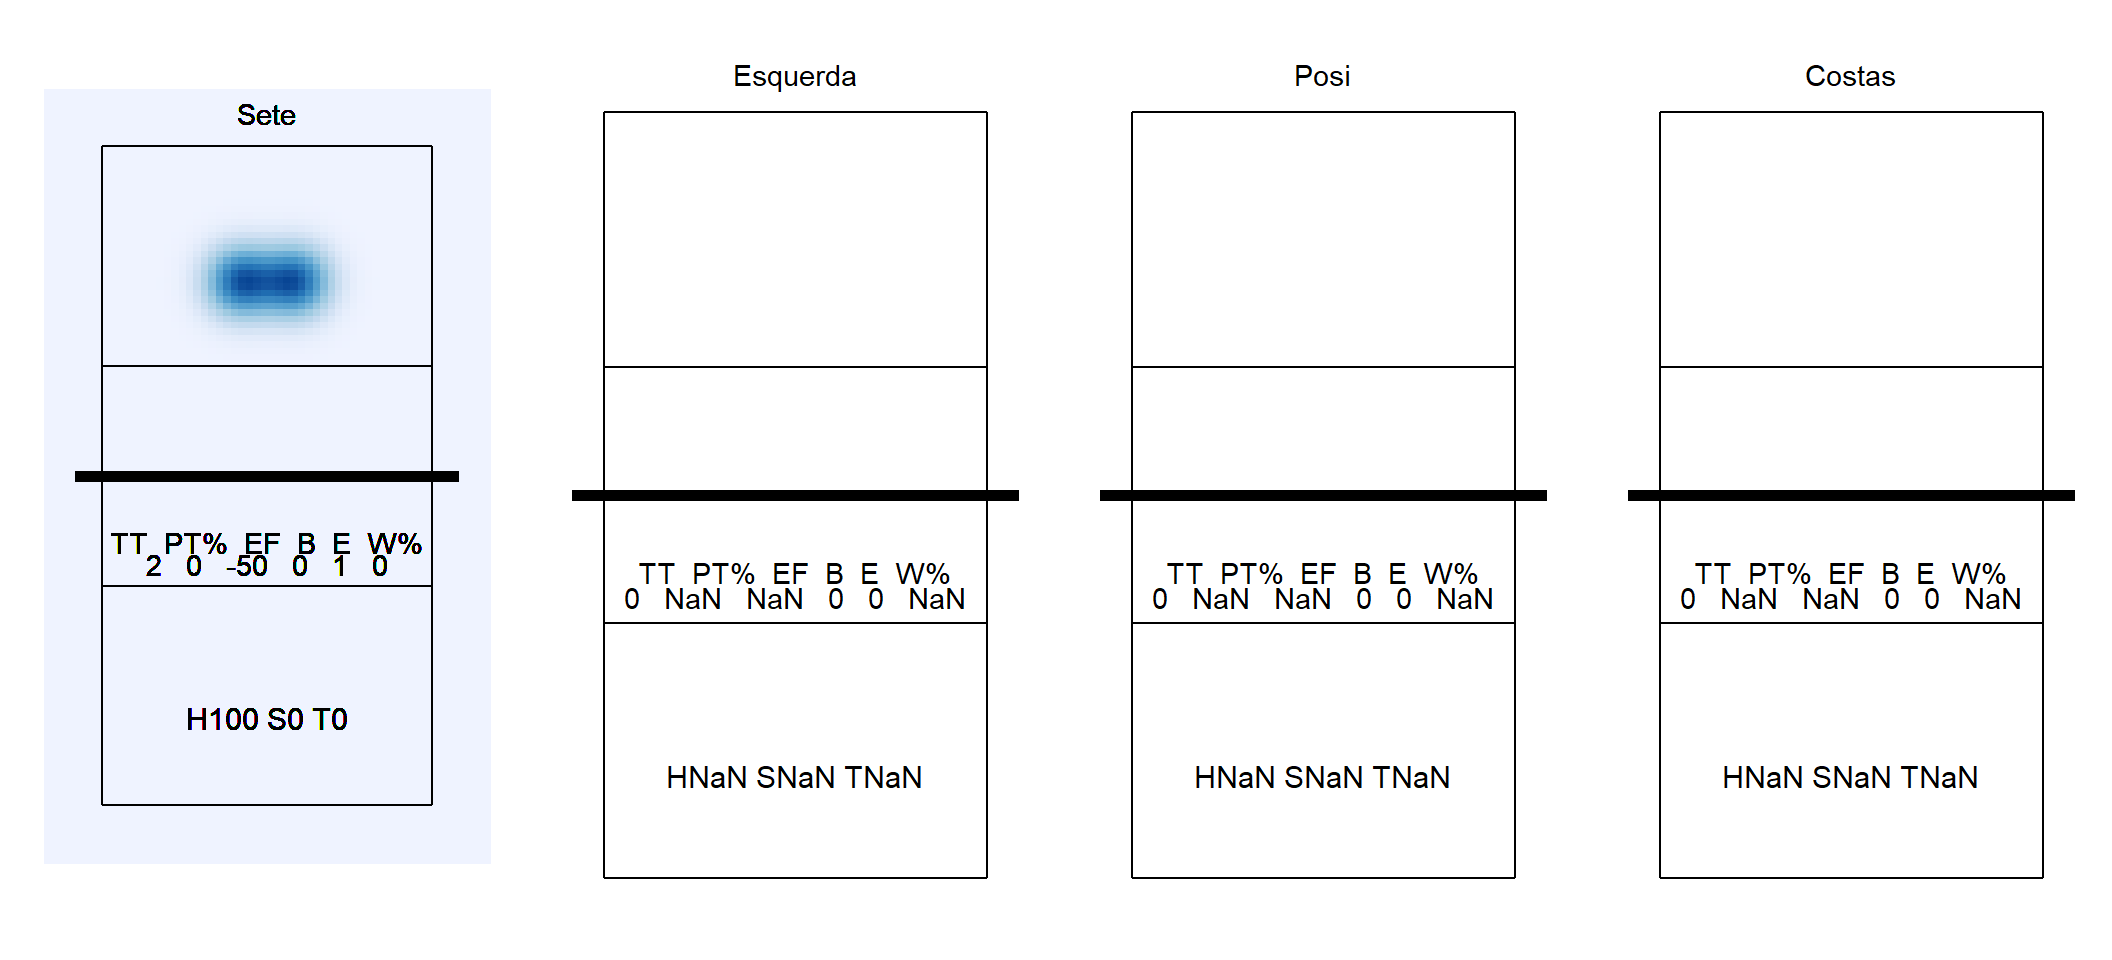 Sete
TT PT% EF B E W%
2 0 -50 0 1 0
H100 S0 T0
Esquerda
TT PT% EF B E W%
0 NaN NaN 0 0 NaN
HNaN SNaN TNaN
Posi
TT PT% EF B E W%
0 NaN NaN 0 0 NaN
HNaN SNaN TNaN
Costas
TT PT% EF B E W%
0 NaN NaN 0 0 NaN
HNaN SNaN TNaN